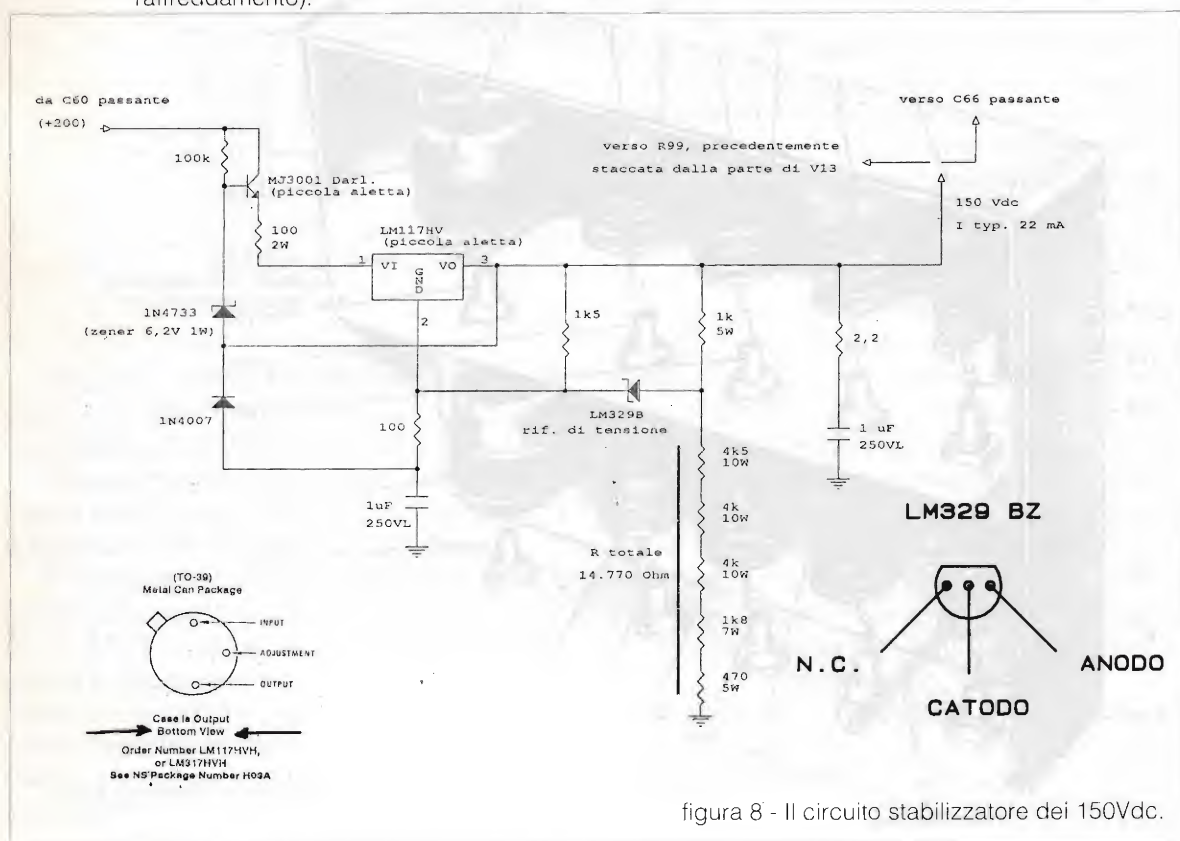 raffreddamento).
da C60 passante
(+200)
100k
MJ3001 Darl.
(piccola aletta)
100
2W
LM117HV
(piccola aletta)
1
VI
GND
VO
3
2
verso C66 passante
verso R99, precedentemente
staccata dalla parte di V13
150 Vdc
I typ. 22 mA
1N4733
(zener 6,2V 1W)
1k5
1k
5W
2,2
1N4007
100
LM329B
rif. di tensione
1 uF
250VL
1uF
250VL
4k5
10W
4k
10W
R totale
14.770 Ohm
4k
10W
1k8
7W
470
5W
LM329 BZ
N.C.
CATODO
ANODO
(TO-39)
Metal Can Package
INPUT
ADJUSTMENT
OUTPUT
Case is Output
Bottom View
Order Number LM117HVH,
or LM317HVH
See NS Package Number H03A
figura 8 - Il circuito stabilizzatore dei 150Vdc.